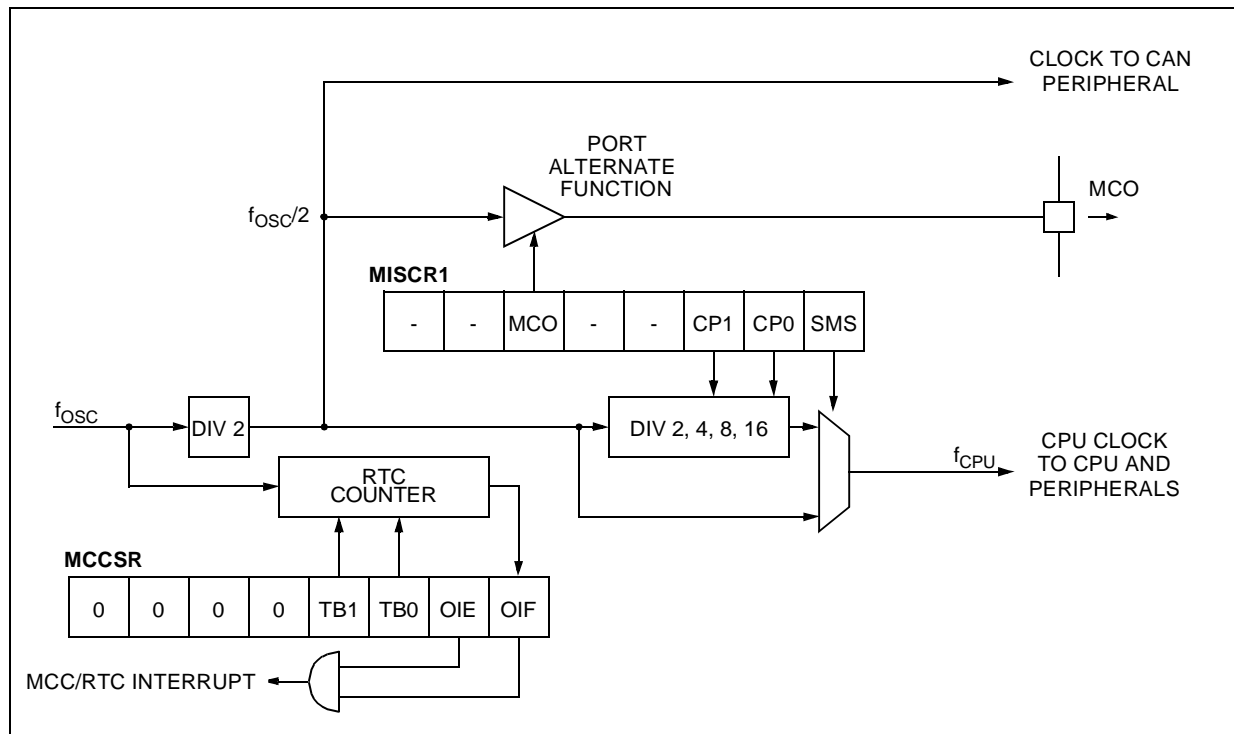 CLOCK TO CAN
PERIPHERAL
PORT
ALTERNATE
FUNCTION
MCO
fOSC/2
MISCR1
- - MCO - - CP1 CP0 SMS
fOSC
DIV 2
DIV 2, 4, 8, 16
fCPU
CPU CLOCK
TO CPU AND
PERIPHERALS
RTC
COUNTER
MCCSR
0 0 0 0 TB1 TB0 OIE OIF
MCC/RTC INTERRUPT